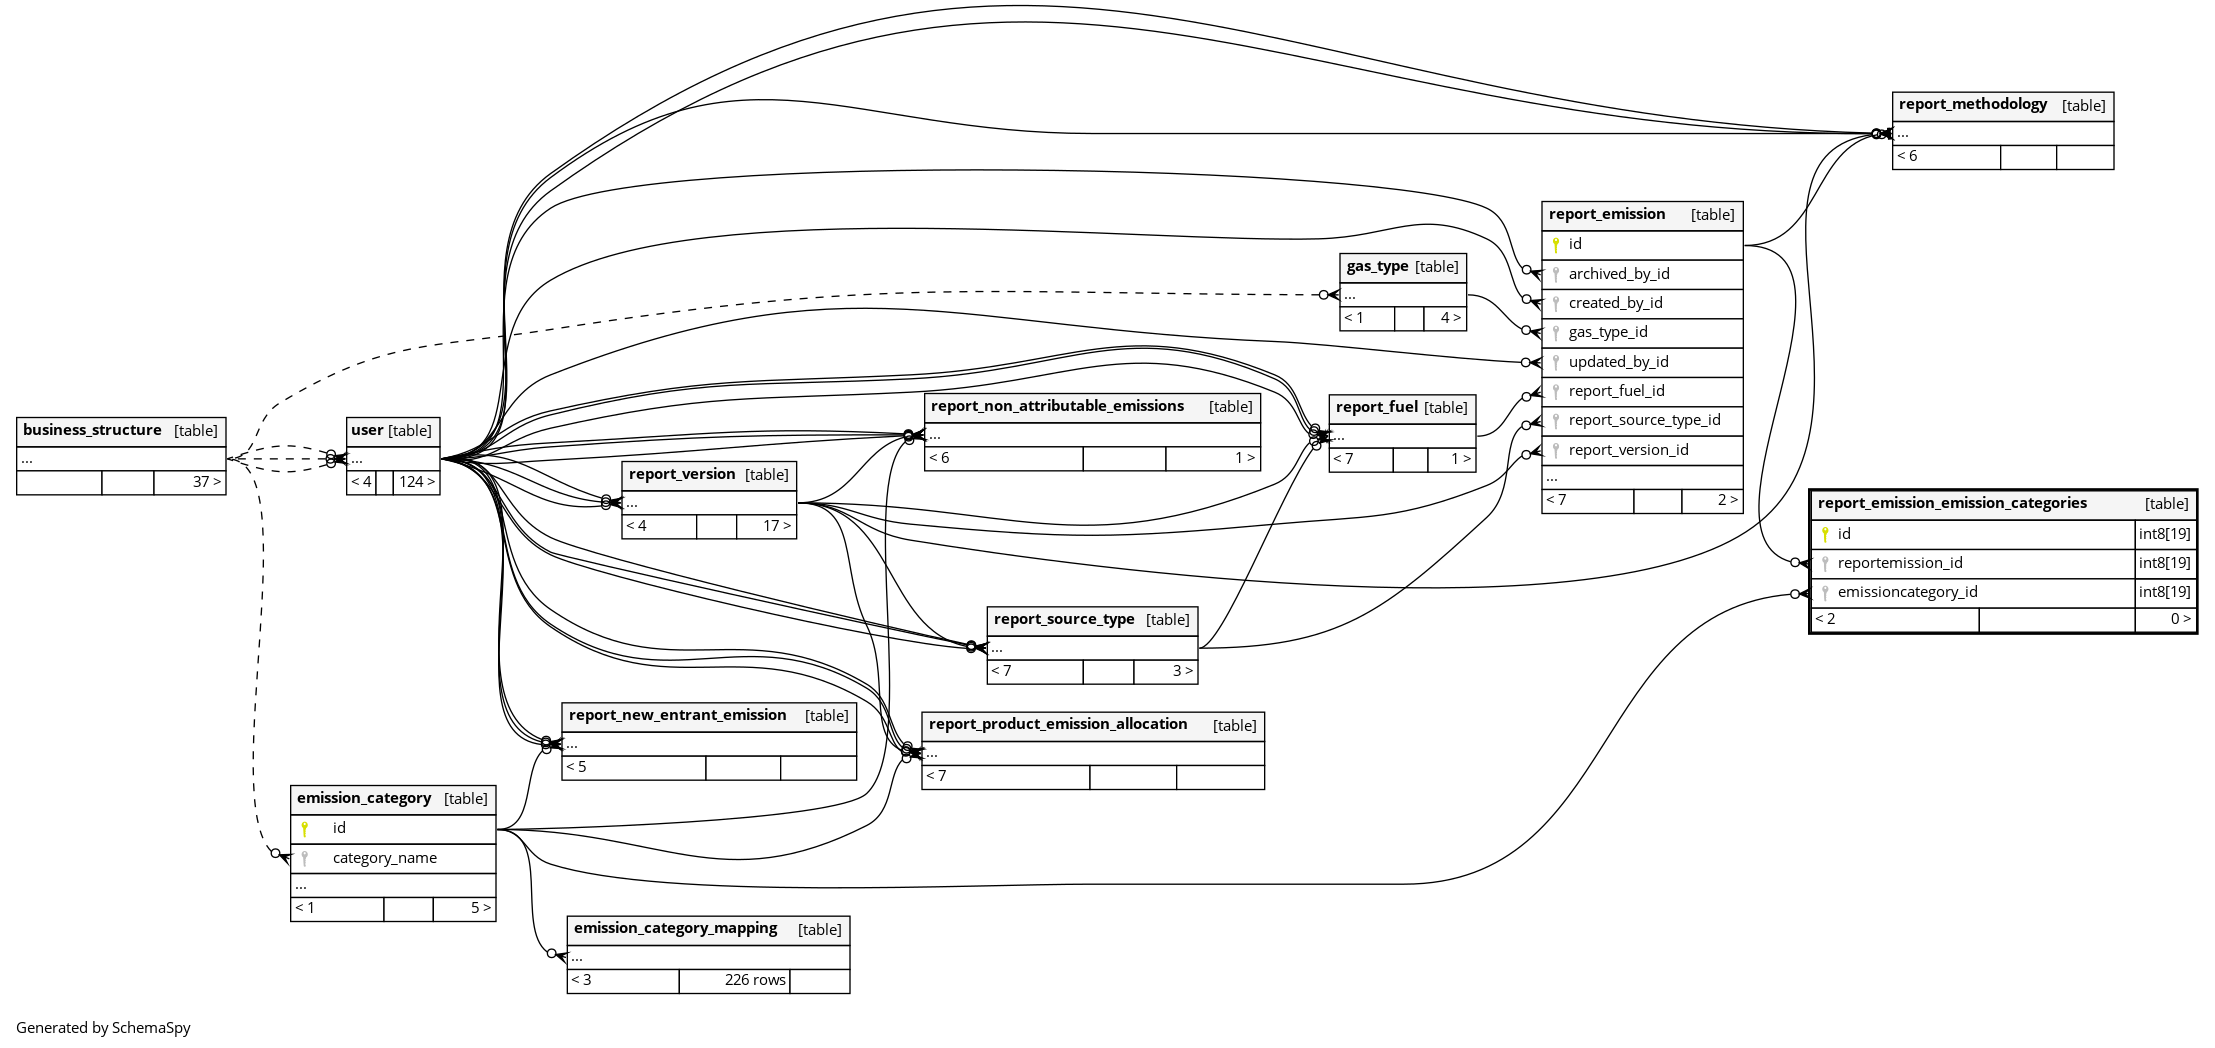 report_methodology [table]
...
< 6
report_emission [table]
id
archived_by_id
created_by_id
gas_type_id
updated_by_id
report_fuel_id
report_source_type_id
report_version_id
...
< 7 2 >
gas_type [table]
...
< 1 4 >
business_structure [table]
...
37 >
user [table]
...
< 4 124 >
report_non_attributable_emissions [table]
...
< 6 1 >
report_fuel [table]
...
< 7 1 >
report_version [table]
...
< 4 17 >
report_emission_emission_categories [table]
id int8[19]
reportemission_id int8[19]
emissioncategory_id int8[19]
< 2 0 >
report_source_type [table]
...
< 7 3 >
report_new_entrant_emission [table]
...
< 5
report_product_emission_allocation [table]
...
< 7
emission_category [table]
id
category_name
...
< 1 5 >
emission_category_mapping [table]
...
< 3 226 rows
Generated by SchemaSpy